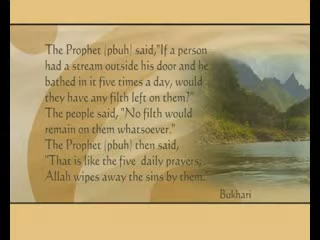 The Prophet (pbuh) said,"If a person
had a stream outside his door and he
bathed in it five times a day, would
they have any filth left on them?"
The people said, "No filth would
remain on them whatsoever."
The Prophet (pbuh) then said,
"That is like the five daily prayers;
Allah wipes away the sins by them."
Bukhari